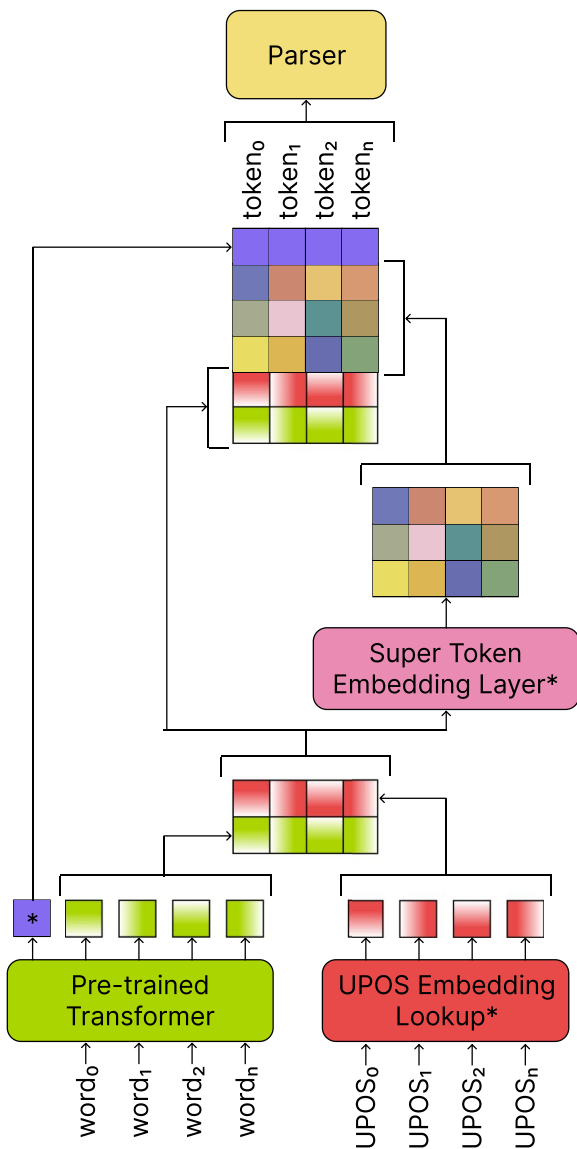 Parser
token₀
token₁
token₂
tokenₙ
Super Token
Embedding Layer*
*
Pre-trained
Transformer
UPOS Embedding
Lookup*
word₀
word₁
word₂
wordₙ
UPOS₀
UPOS₁
UPOS₂
UPOSₙ